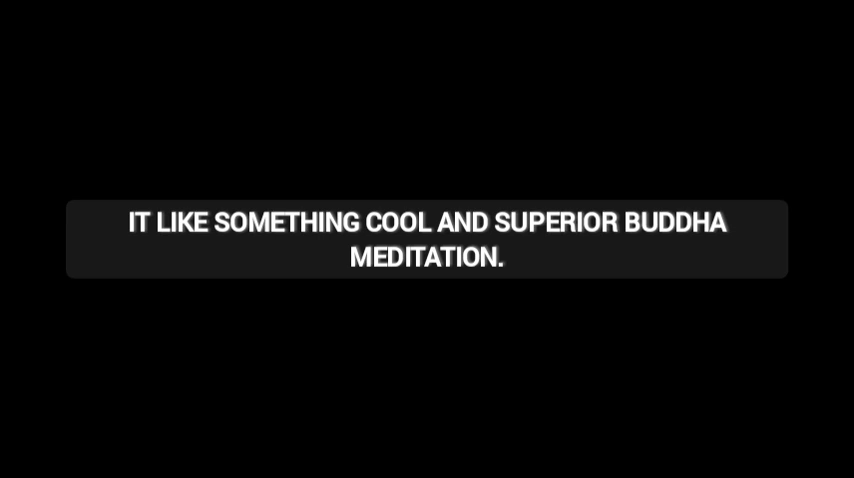 IT LIKE SOMETHING COOL AND SUPERIOR BUDDHA
MEDITATION.